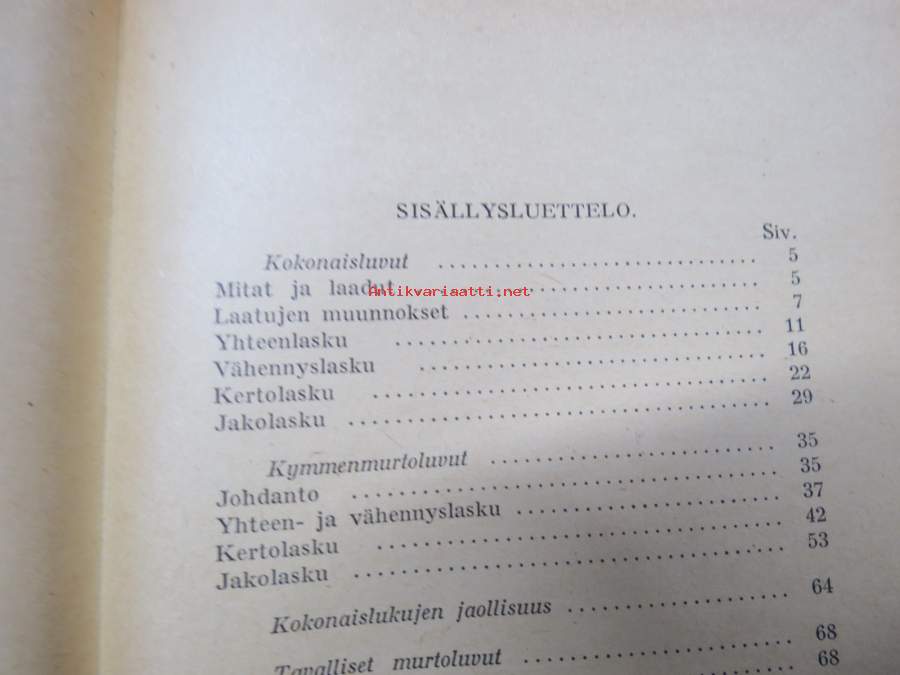 SISÄLLYSLUETTELO.
Siv.
Kokonaisluvut .............................. 5
Mitat ja laadut .............................. 5
Antikvariaatti.net
Laatujen muunnokset .............................. 7
Yhteenlasku .............................. 11
Vähennyslasku .............................. 16
Kertolasku .............................. 22
Jakolasku .............................. 29
Kymmenmurtoluvut .............................. 35
Johdanto .............................. 35
Yhteen- ja vähennyslasku .............................. 37
Kertolasku .............................. 42
Jakolasku .............................. 53
Kokonaislukujen jaollisuus .............................. 64
Tavalliset murtoluvut .............................. 68
68